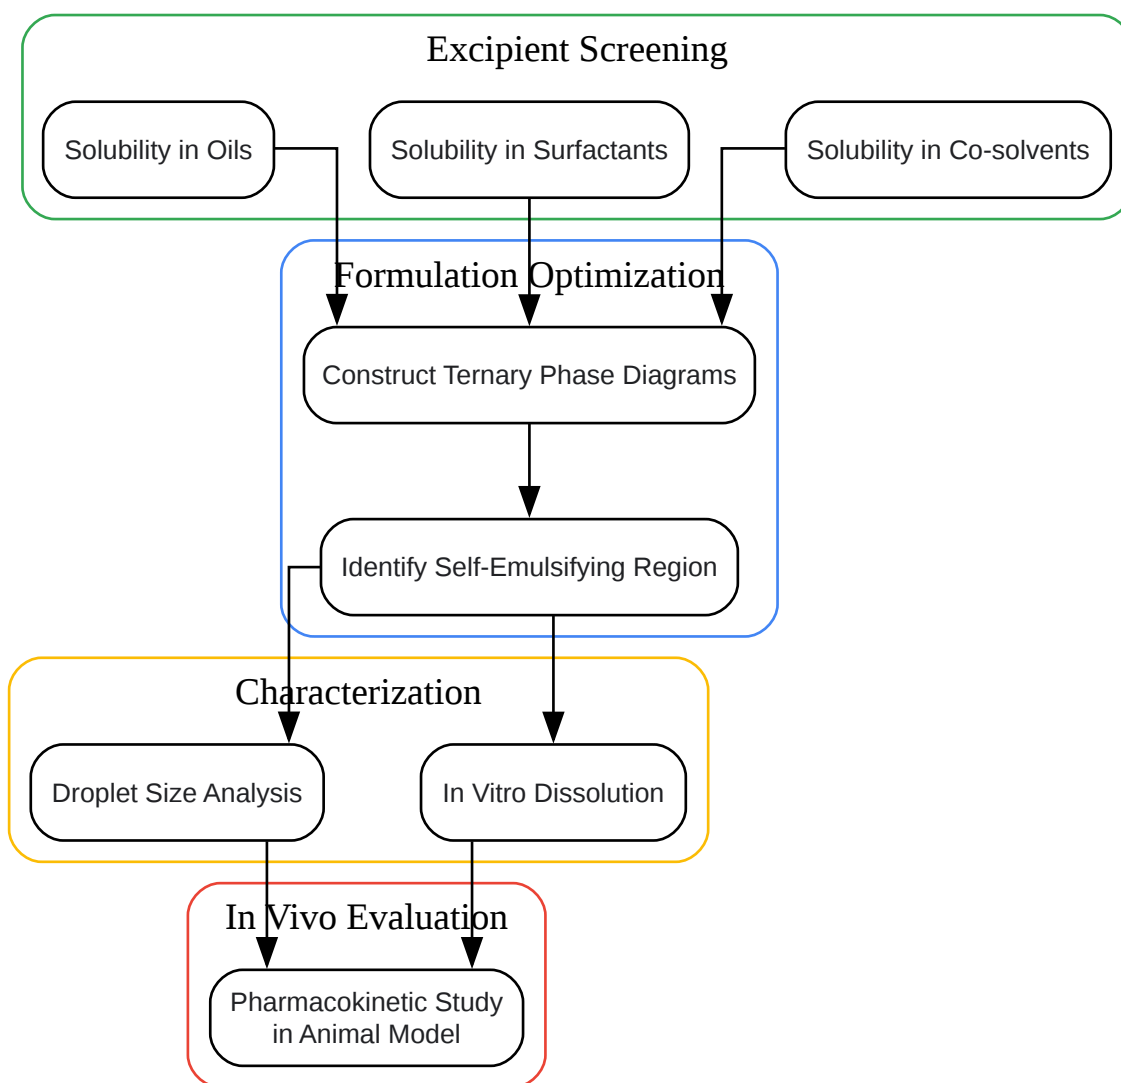 Excipient Screening
Solubility in Oils
Solubility in Surfactants
Solubility in Co-solvents
Formulation Optimization
Construct Ternary Phase Diagrams
Identify Self-Emulsifying Region
Characterization
Droplet Size Analysis
In Vitro Dissolution
In Vivo Evaluation
Pharmacokinetic Study
in Animal Model